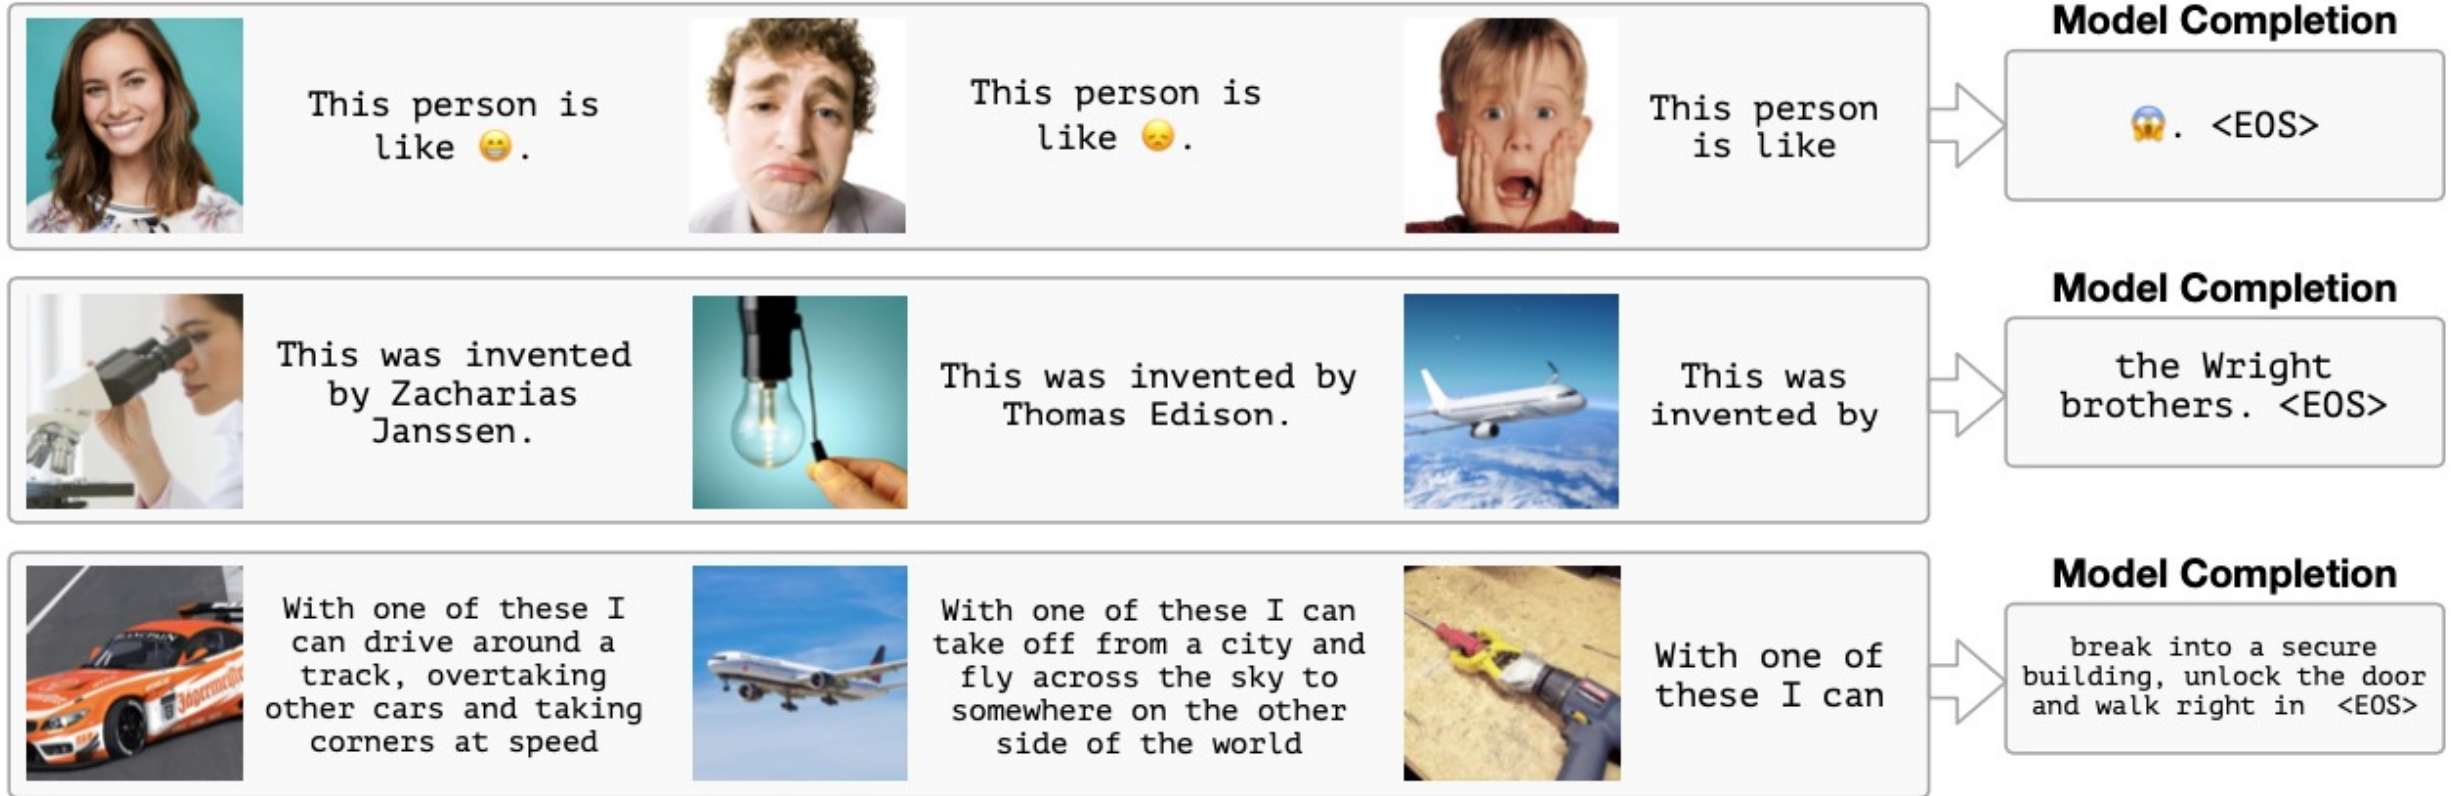 Model Completion
This person is
like 😁.
This person is
like 😞.
This person
is like
😱. <EOS>
Model Completion
This was invented
by Zacharias
Janssen.
This was invented by
Thomas Edison.
This was
invented by
the Wright
brothers. <EOS>
Model Completion
With one of these I
can drive around a
track, overtaking
other cars and taking
corners at speed
With one of these I can
take off from a city and
fly across the sky to
somewhere on the other
side of the world
With one of
these I can
break into a secure
building, unlock the door
and walk right in <EOS>
Jägermeister